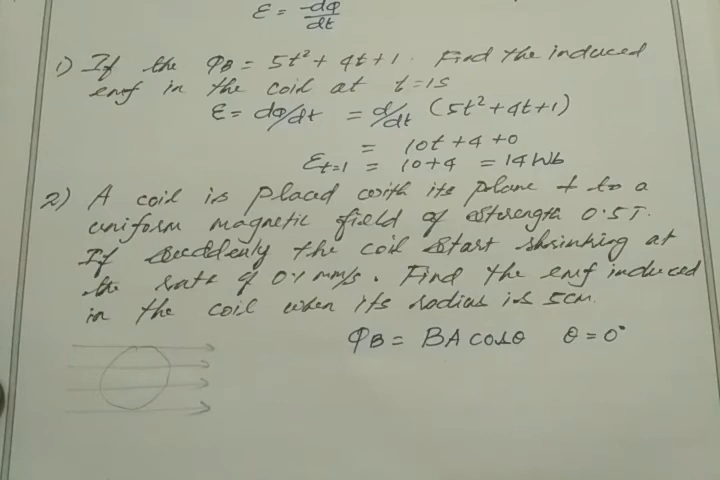 ε = -dφ/dt
1) If the φB = 5t² + 4t + 1. Find the induced
emf in the coil at t = 1s
ε = dφ/dt = d/dt (5t² + 4t + 1)
= 10t + 4 + 0
εt=1 = 10 + 4 = 14 Wb
2) A coil is placed with its plane ⊥ to a
uniform magnetic field of strength 0.5T.
If suddenly the coil start shrinking at
the rate of 0.1 mm/s. Find the emf induced
in the coil when its radius is 5cm.
φB = BA cosθ θ = 0°